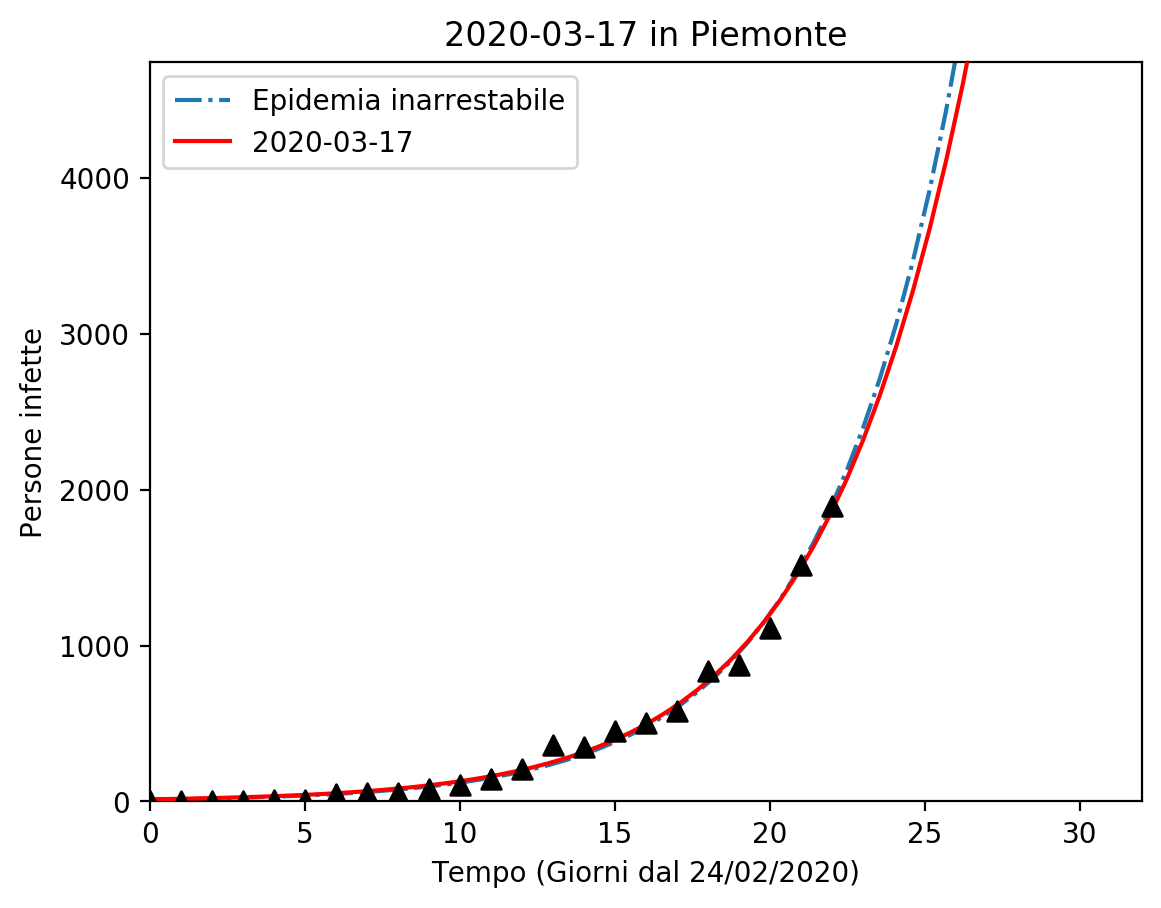 2020-03-17 in Piemonte
Epidemia inarrestabile
2020-03-17
Persone infette
4000
3000
2000
1000
0
0 5 10 15 20 25 30
Tempo (Giorni dal 24/02/2020)